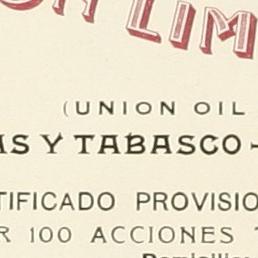 ON LIM
(UNION OIL
AS Y TABASCO-
TIFICADO PROVISIO
R 100 ACCIONES